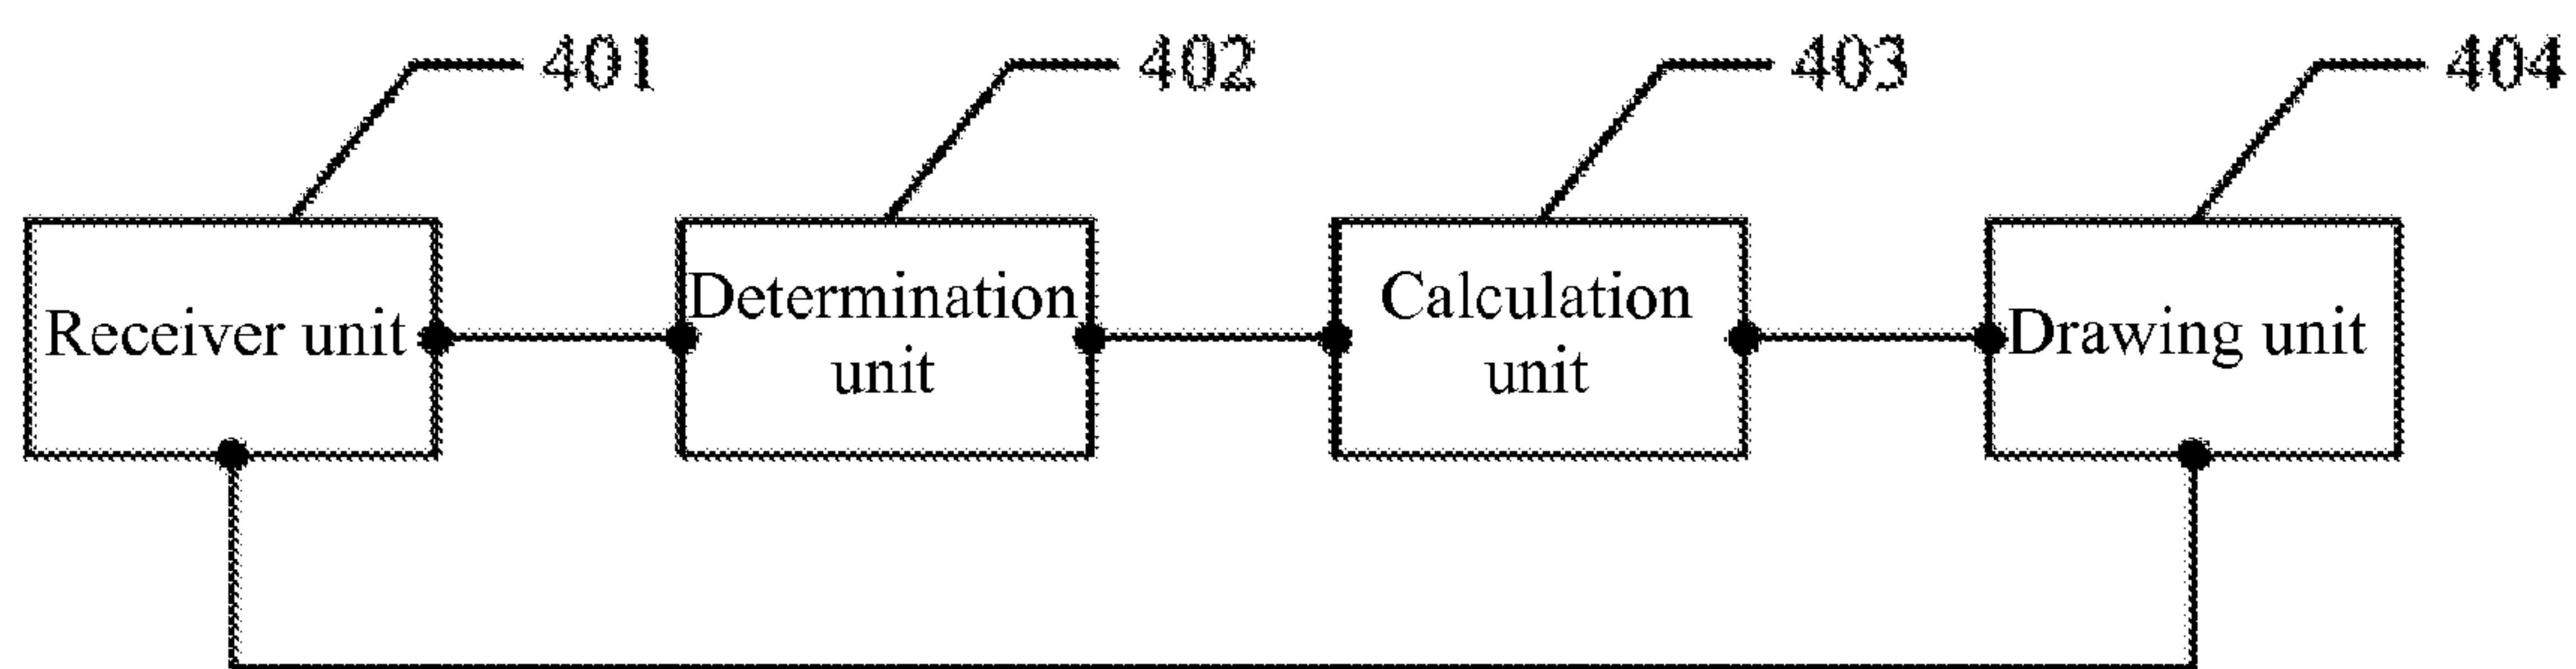 401
402
403
404
Receiver unit
Determination
unit
Calculation
unit
Drawing unit